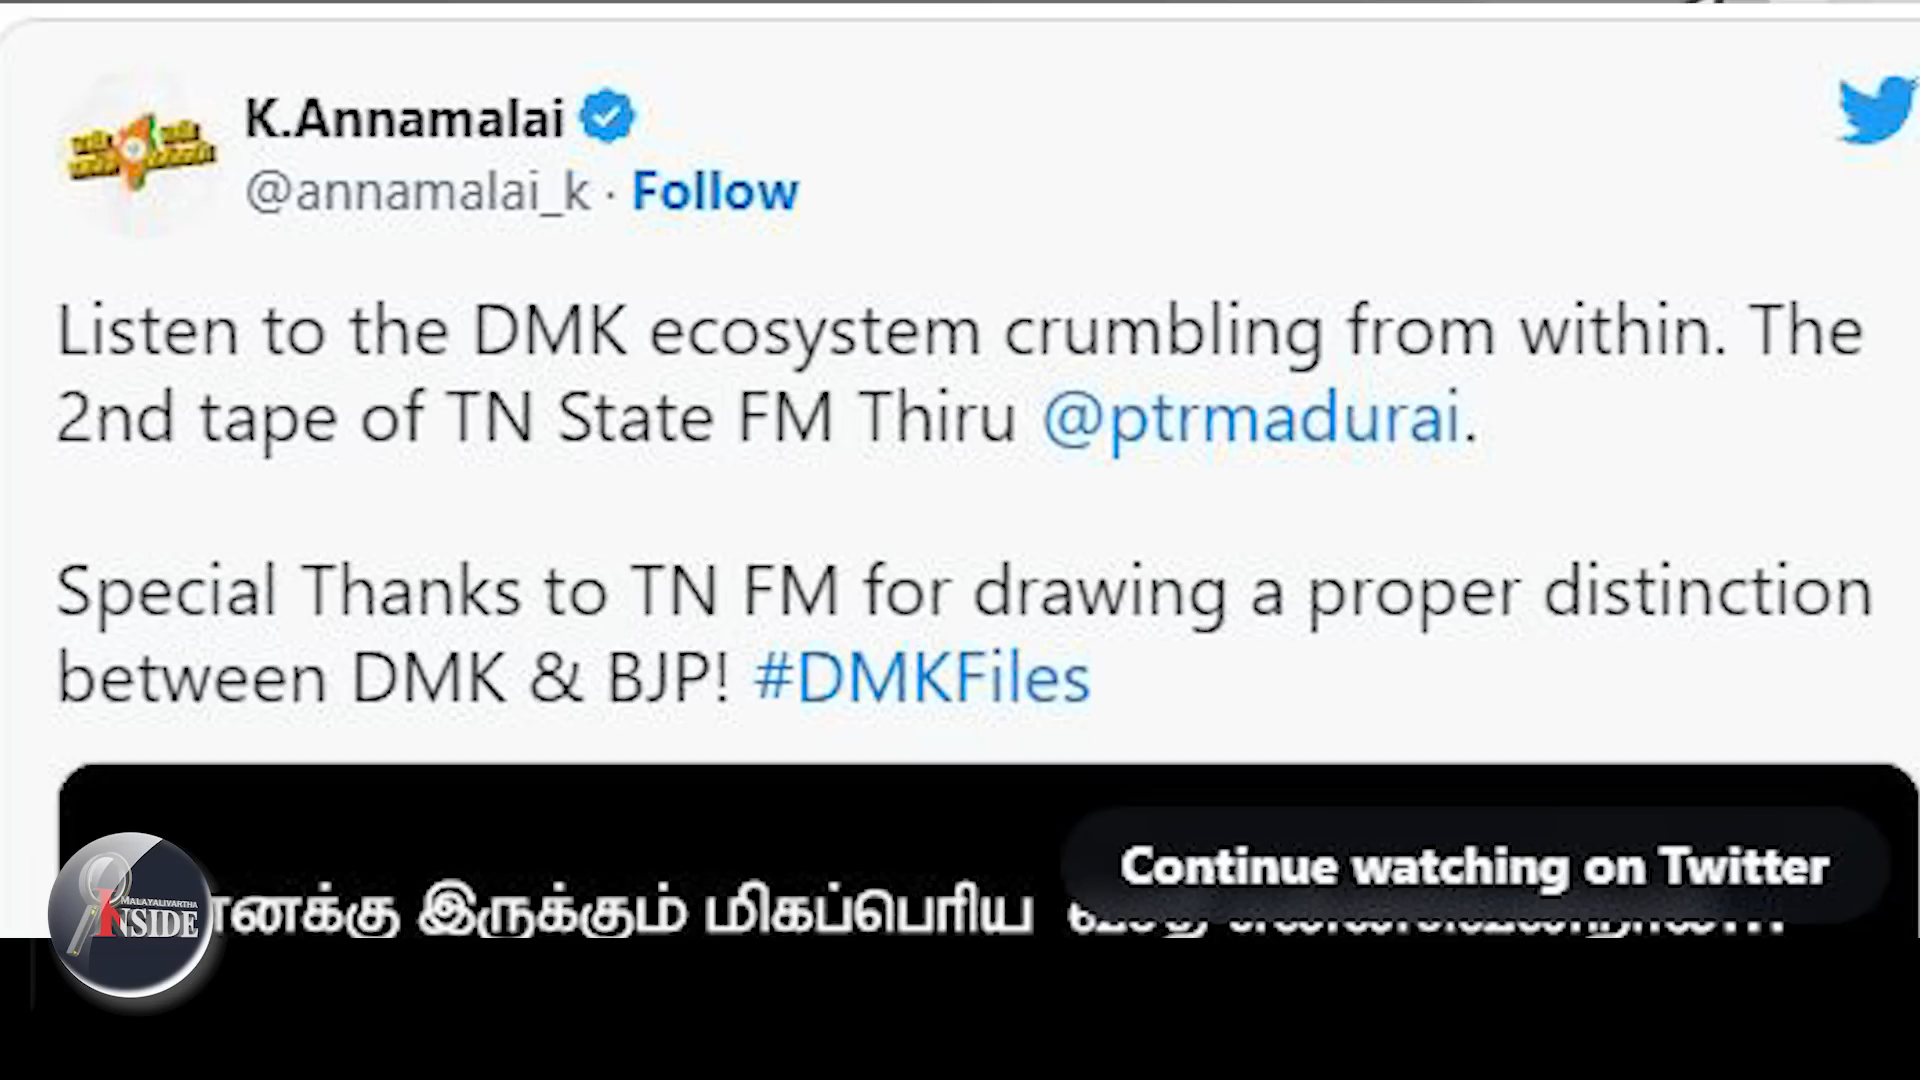 K.Annamalai
@annamalai_k · Follow
Listen to the DMK ecosystem crumbling from within. The
2nd tape of TN State FM Thiru @ptrmadurai.
Special Thanks to TN FM for drawing a proper distinction
between DMK & BJP! #DMKFiles
Continue watching on Twitter
இருக்கும் மிகப்பெரிய
MALAYALIVARTHA
INSIDE